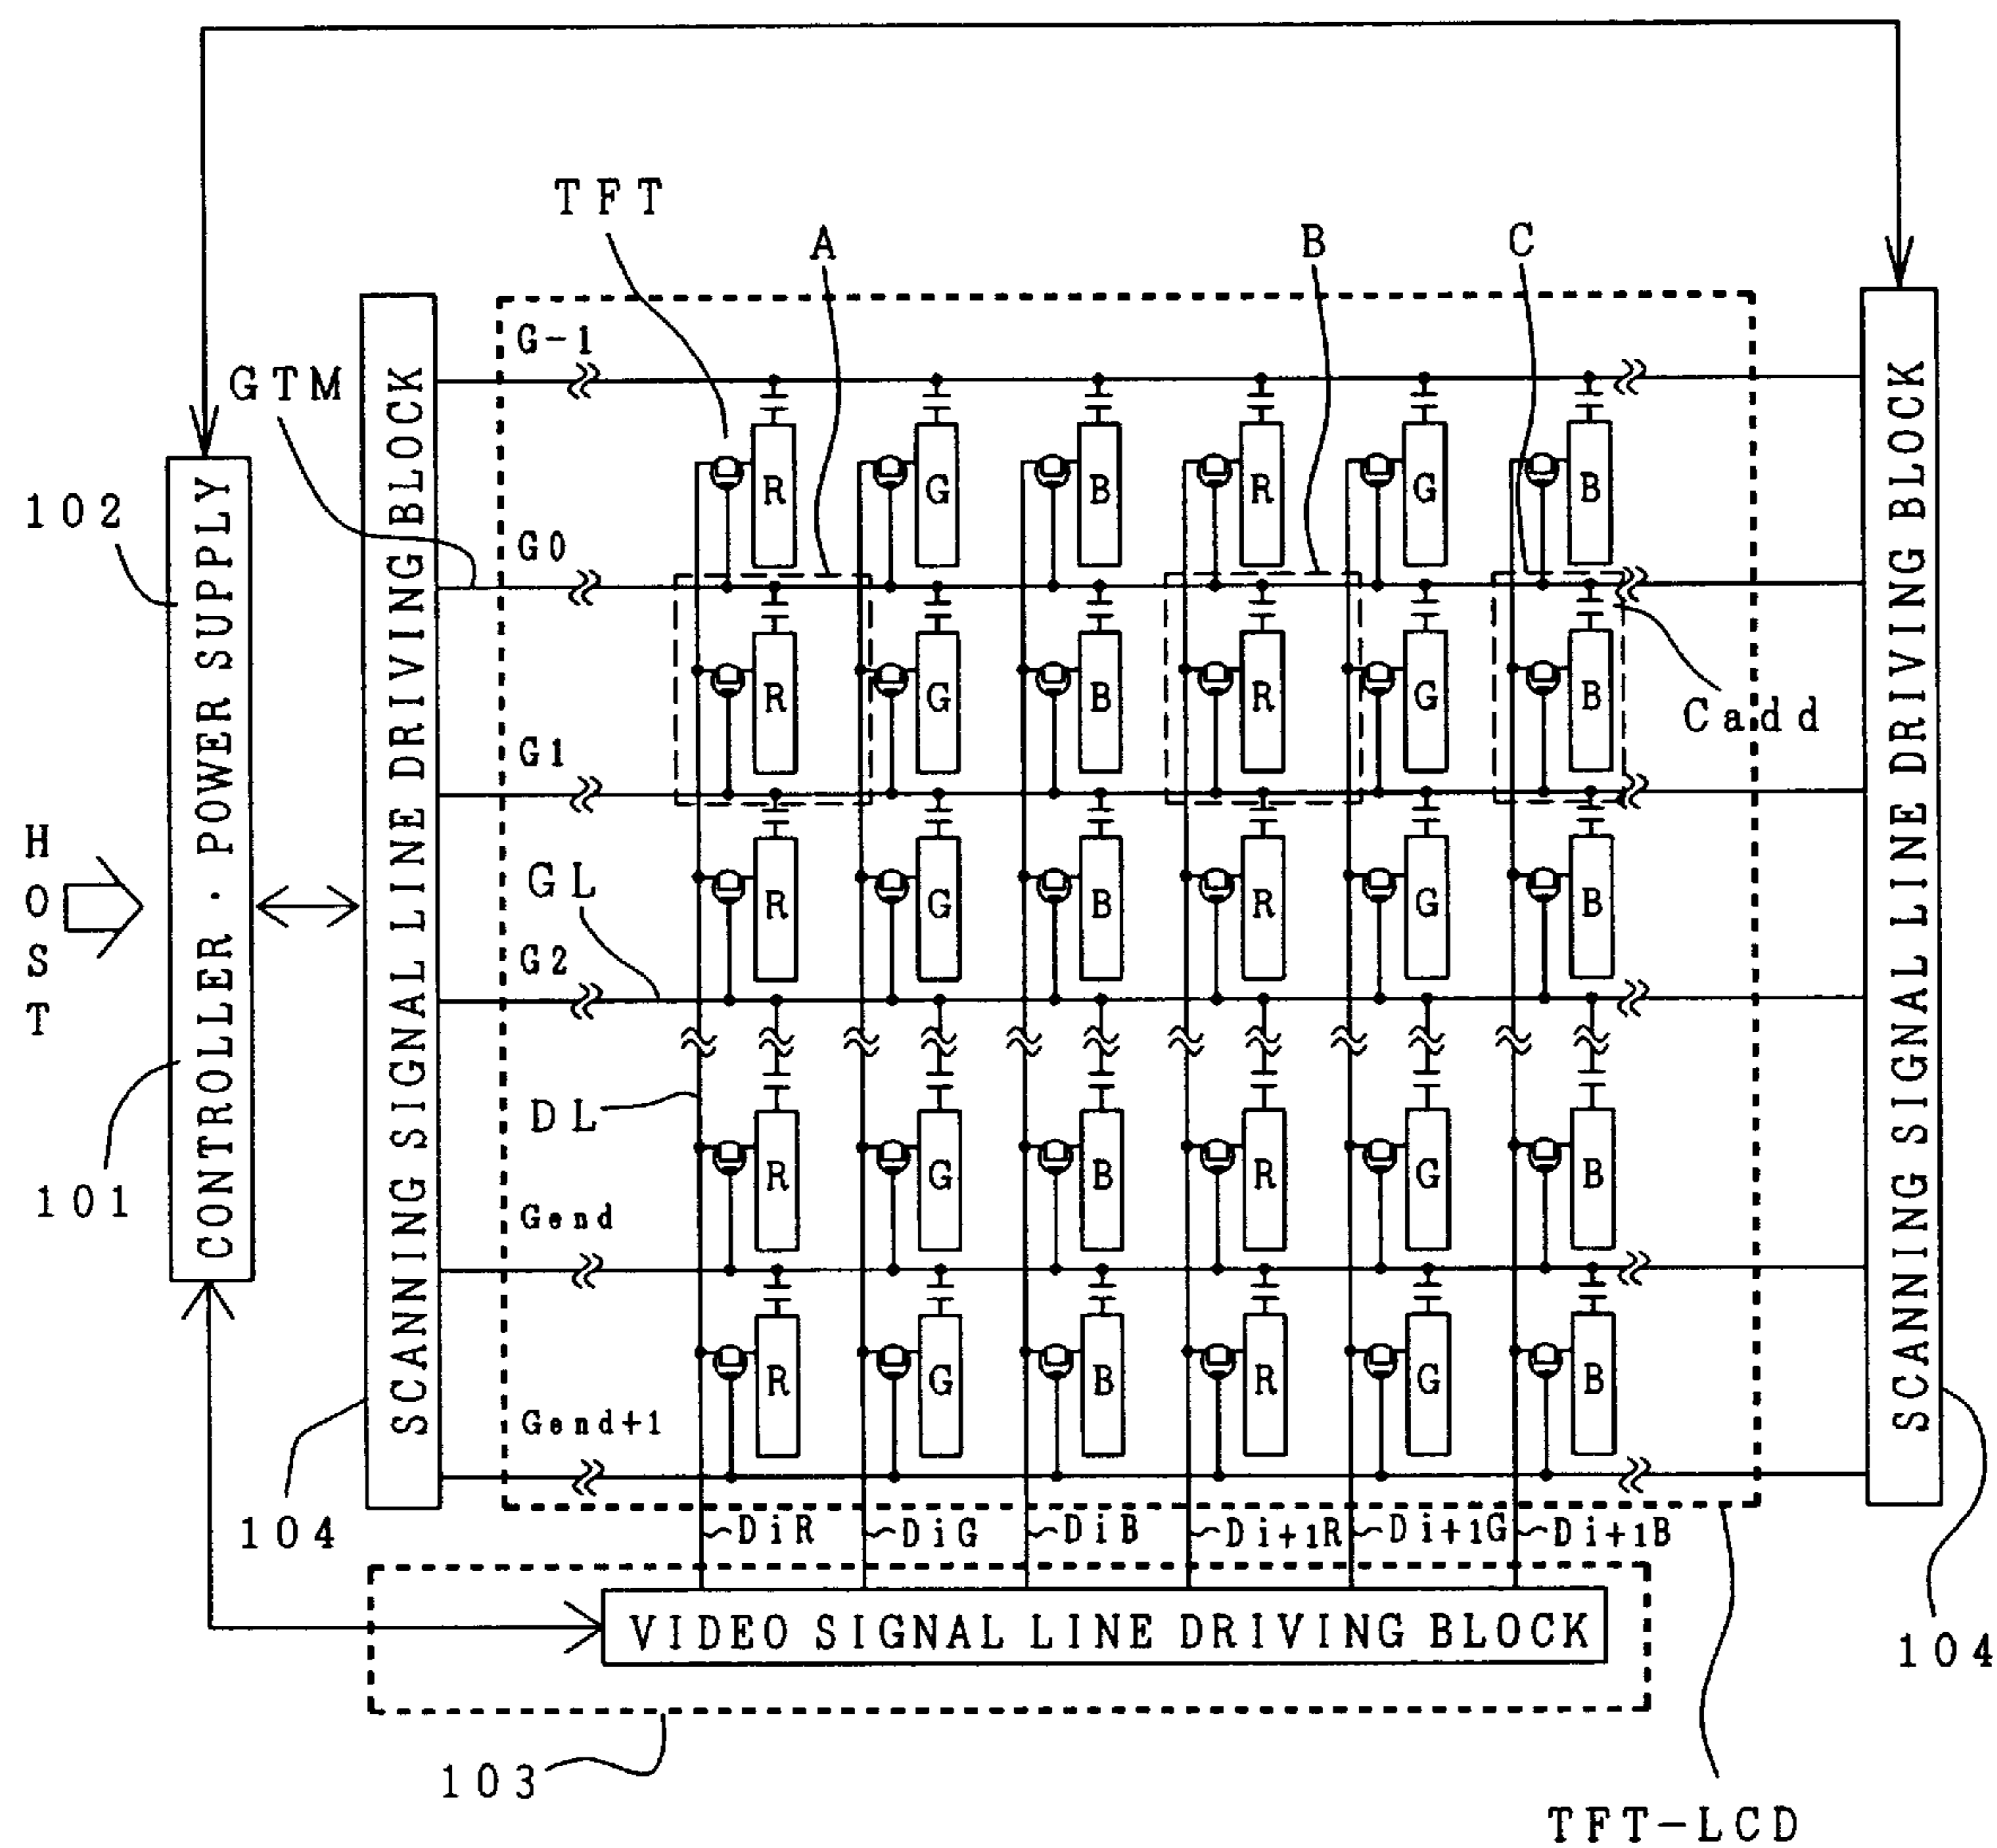 TFT
A
B
C
G-1
GTM
102
G0
R G B R G B
Cadd
G1
R G B R G B
GL
G2
R G B R G B
HOST
CONTROLLER · POWER SUPPLY
SCANNING SIGNAL LINE DRIVING BLOCK
SCANNING SIGNAL LINE DRIVING BLOCK
DL
101
R G B R G B
Gend
R G B R G B
Gend+1
104
DiR DiG DiB Di+1R Di+1G Di+1B
VIDEO SIGNAL LINE DRIVING BLOCK
104
103
TFT-LCD